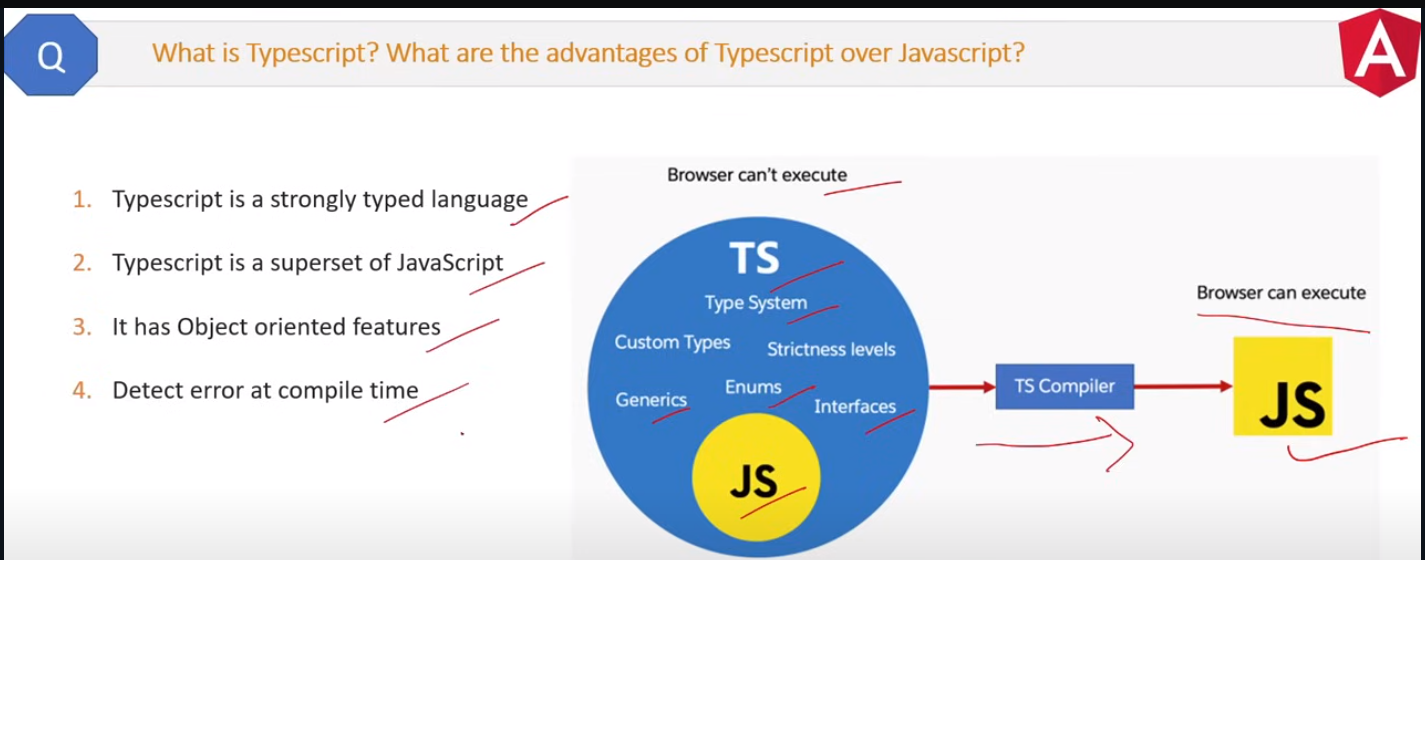 Q
What is Typescript? What are the advantages of Typescript over Javascript?
A
1. Typescript is a strongly typed language
2. Typescript is a superset of JavaScript
3. It has Object oriented features
4. Detect error at compile time
Browser can't execute
TS
Type System
Custom Types
Strictness levels
Enums
Generics
Interfaces
JS
TS Compiler
Browser can execute
JS